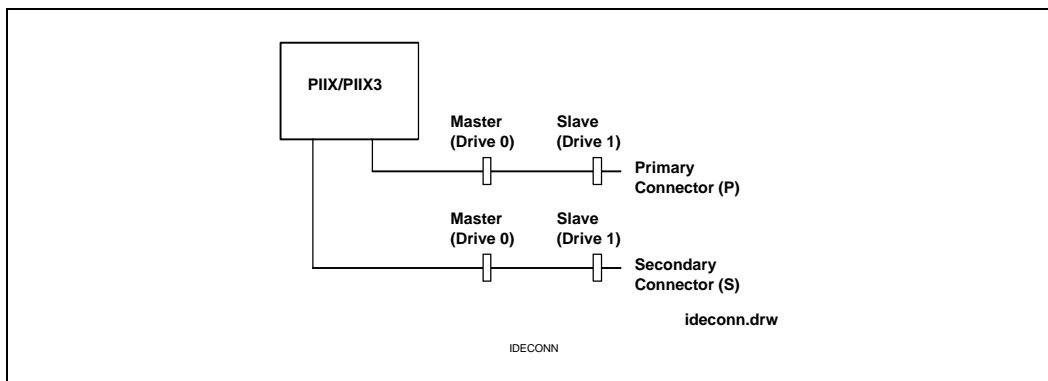 PIIX/PIIX3
Master
(Drive 0)
Slave
(Drive 1)
Primary
Connector (P)
Master
(Drive 0)
Slave
(Drive 1)
Secondary
Connector (S)
ideconn.drw
IDECONN